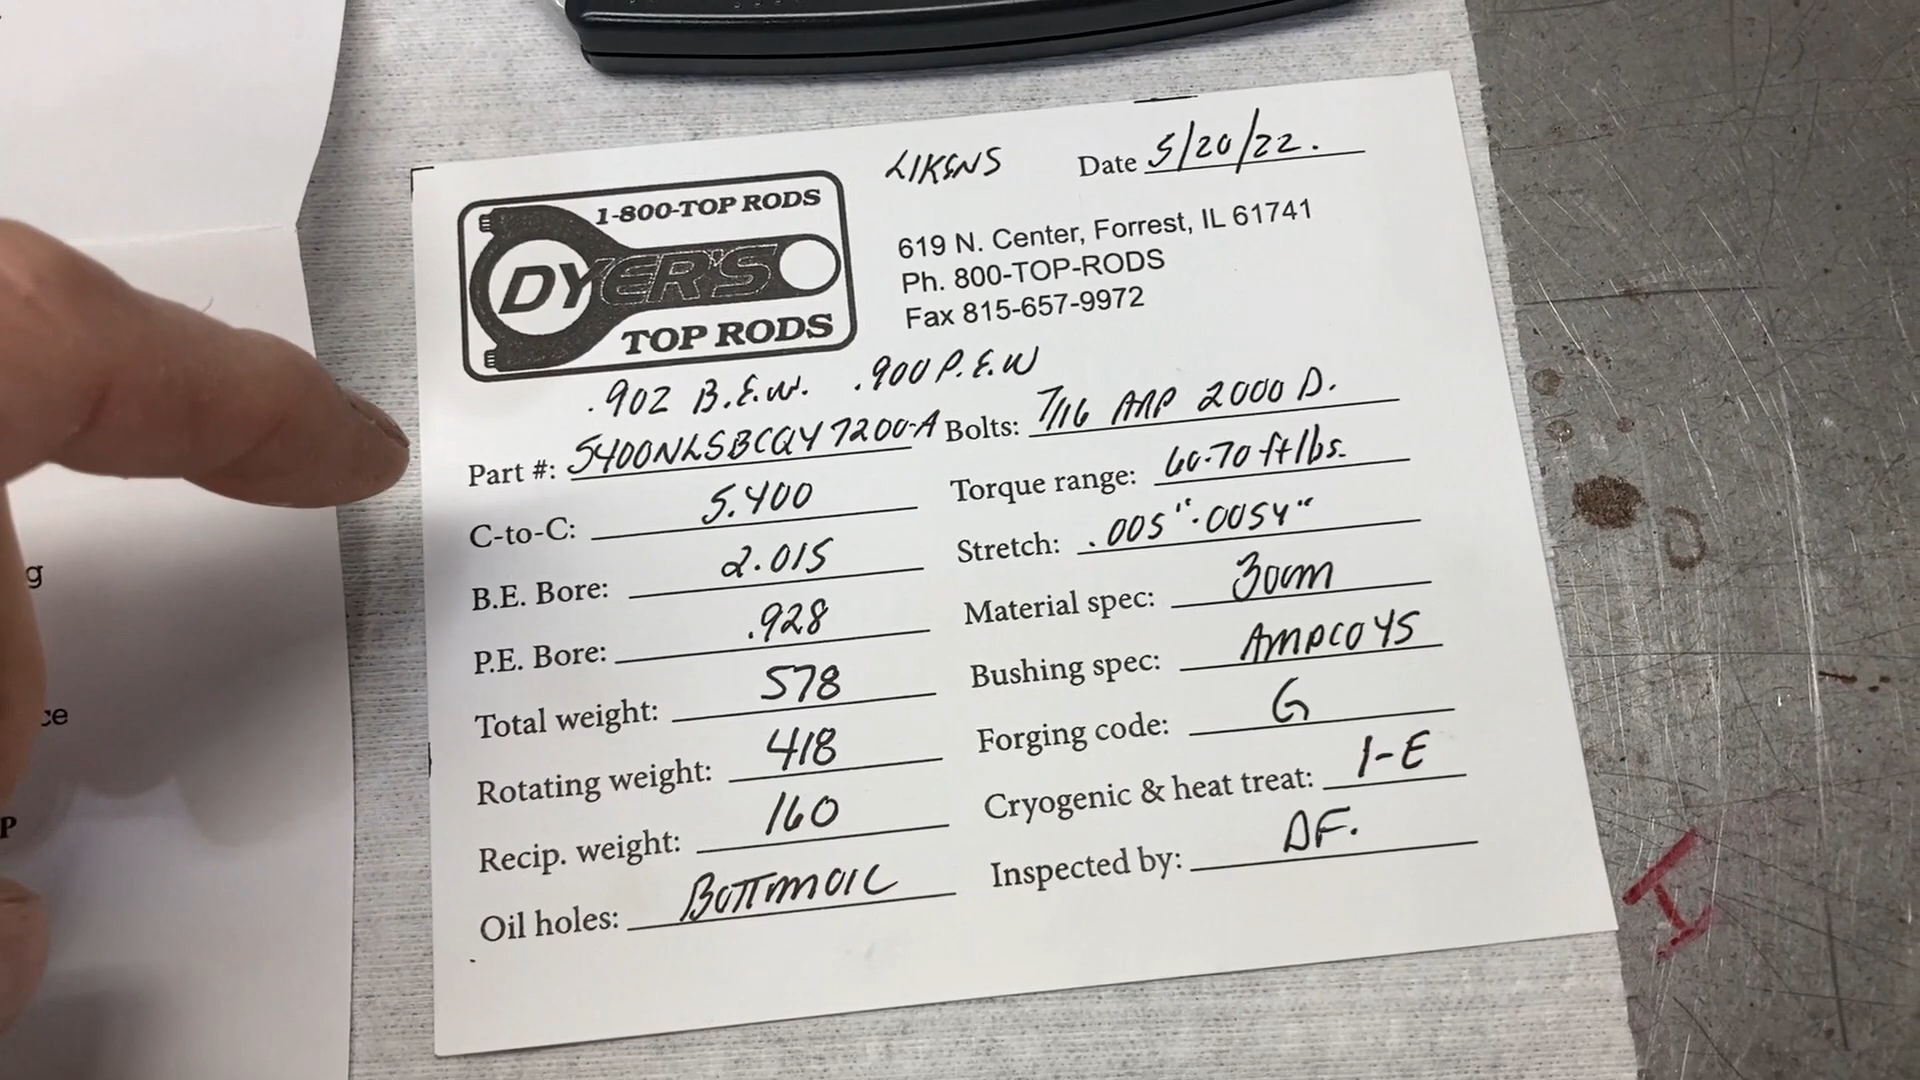 LIKENS
Date 5/20/22.
1-800-TOP RODS
DYER'S
TOP RODS
619 N. Center, Forrest, IL 61741
Ph. 800-TOP-RODS
Fax 815-657-9972
.902 B.E.W. .900 P.E.W
Part #: 5400NLSBCQY7200-A
C-to-C: 5.400
B.E. Bore: 2.015
P.E. Bore: .928
Total weight: 578
Rotating weight: 418
Recip. weight: 160
Oil holes:
Bolts: 7/16 ARP 2000 D.
Torque range: 60-70 ft lbs.
Stretch: .005"-.0054"
Material spec: 300m
Bushing spec: AMPCO 45
Forging code: G
Cryogenic & heat treat: 1-E
Inspected by: DF.
g
ce
P
I